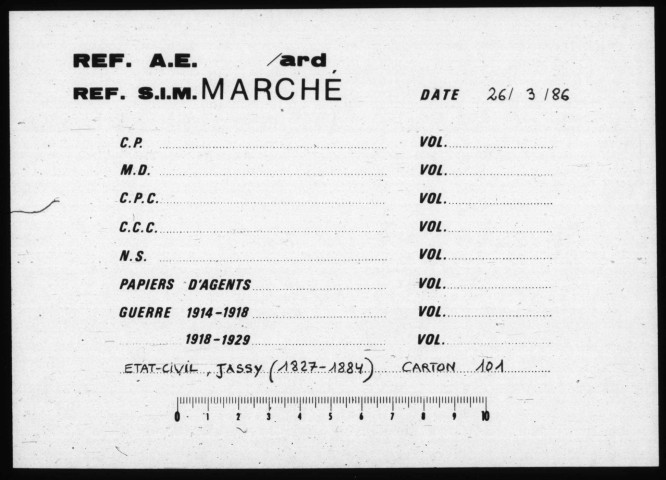 REF. A.E. /ard
REF. S.I.M. MARCHÉ DATE 26/ 3 /86
C.P. VOL.
M.D. VOL.
C.P.C. VOL.
C.C.C. VOL.
N.S. VOL.
PAPIERS D'AGENTS VOL.
GUERRE 1914-1918 VOL.
1918-1929 VOL.
ETAT-CIVIL, JASSY (1827-1884) CARTON 101
0 1 2 3 4 5 6 7 8 9 10